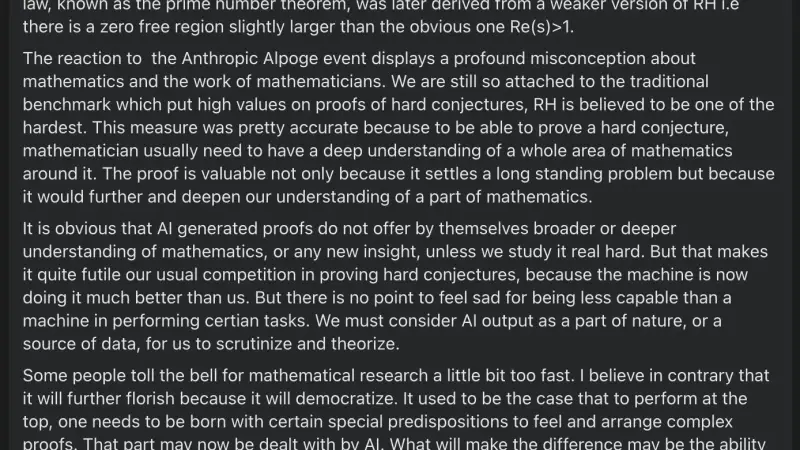 law, known as the prime number theorem, was later derived from a weaker version of RH i.e
there is a zero free region slightly larger than the obvious one Re(s)>1.
The reaction to  the Anthropic Alpoge event displays a profound misconception about
mathematics and the work of mathematicians. We are still so attached to the traditional
benchmark which put high values on proofs of hard conjectures, RH is believed to be one of the
hardest. This measure was pretty accurate because to be able to prove a hard conjecture,
mathematician usually need to have a deep understanding of a whole area of mathematics
around it. The proof is valuable not only because it settles a long standing problem but because
it would further and deepen our understanding of a part of mathematics.
It is obvious that AI generated proofs do not offer by themselves broader or deeper
understanding of mathematics, or any new insight, unless we study it real hard. But that makes
it quite futile our usual competition in proving hard conjectures, because the machine is now
doing it much better than us. But there is no point to feel sad for being less capable than a
machine in performing certian tasks. We must consider AI output as a part of nature, or a
source of data, for us to scrutinize and theorize.
Some people toll the bell for mathematical research a little bit too fast. I believe in contrary that
it will further florish because it will democratize. It used to be the case that to perform at the
top, one needs to be born with certain special predispositions to feel and arrange complex
proofs. That part may now be dealt with by AI. What will make the difference may be the ability